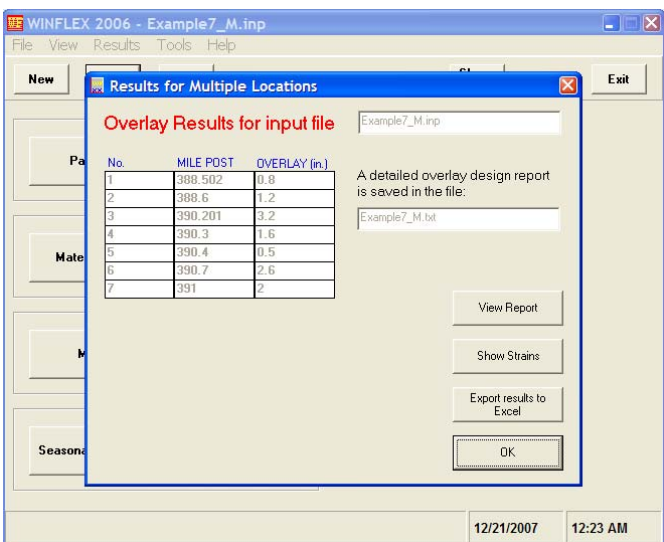 WINFLEX 2006 - Example7_M.inp
File View Results Tools Help
New
Exit
Results for Multiple Locations
Overlay Results for input file
Example7_M.inp
No. MILE POST OVERLAY (in.)
1 388.502 0.8
2 388.6 1.2
3 390.201 3.2
4 390.3 1.6
5 390.4 0.5
6 390.7 2.6
7 391 2
A detailed overlay design report
is saved in the file:
Example7_M.txt
Pa
Mate
M
Seasona
View Report
Show Strains
Export results to
Excel
OK
12/21/2007 12:23 AM